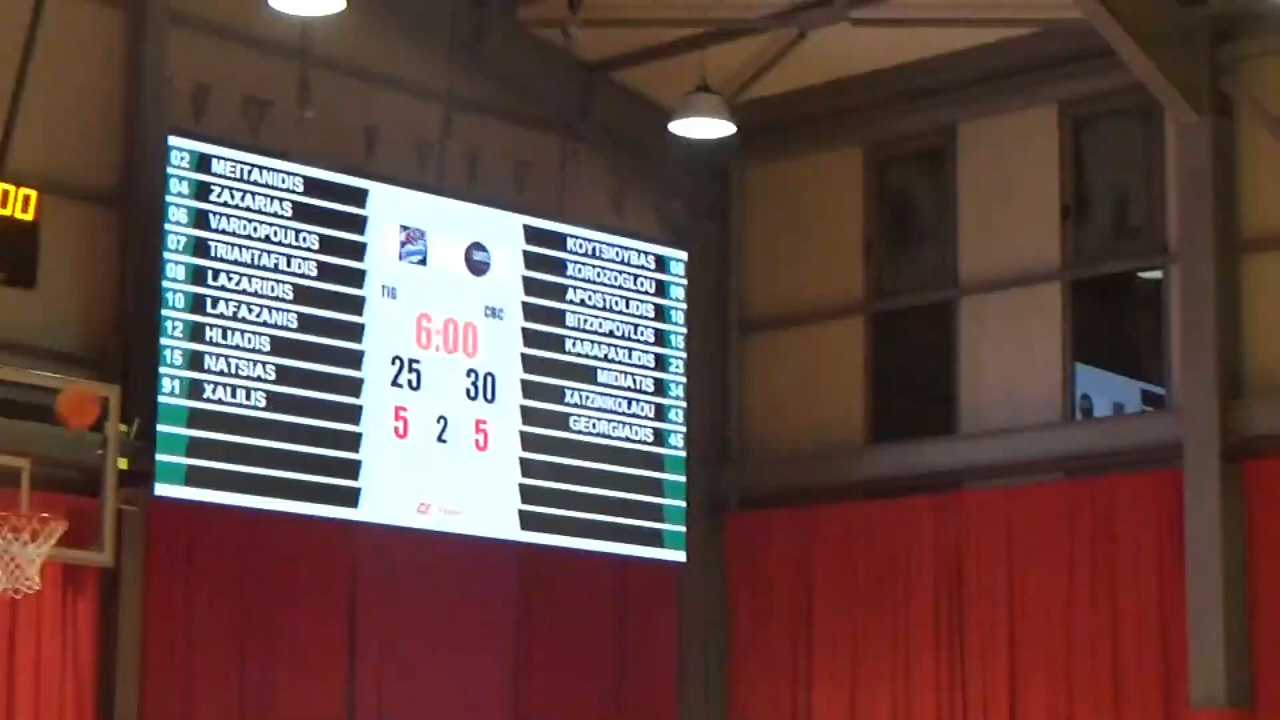 00
02 MEITANIDIS
04 ZAXARIAS
06 VARDOPOULOS
07 TRIANTAFILIDIS
08 LAZARIDIS
10 LAFAZANIS
12 HLIADIS
15 NATSIAS
91 XALILIS
TIG
CBC
6:00
25 30
5 2 5
KOYTSIOYBAS 08
XOROZOGLOU 09
APOSTOLIDIS 10
BITZIOPOYLOS 15
KARAPAXLIDIS 23
MIDIATIS 34
XATZINIKOLAOU 43
GEORGIADIS 45